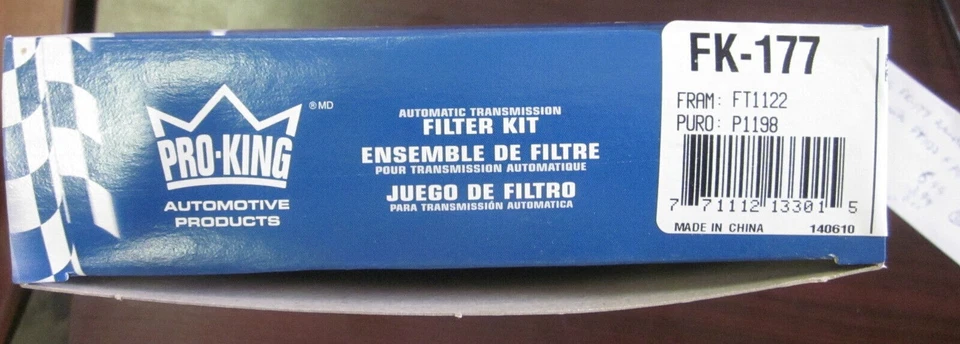 PRO-KING
®MD
AUTOMOTIVE
PRODUCTS
AUTOMATIC TRANSMISSION
FILTER KIT
ENSEMBLE DE FILTRE
POUR TRANSMISSION AUTOMATIQUE
JUEGO DE FILTRO
PARA TRANSMISSIÓN AUTOMATICA
FK-177
FRAM: FT1122
PURO: P1198
7 71112 13301 5
MADE IN CHINA 140610